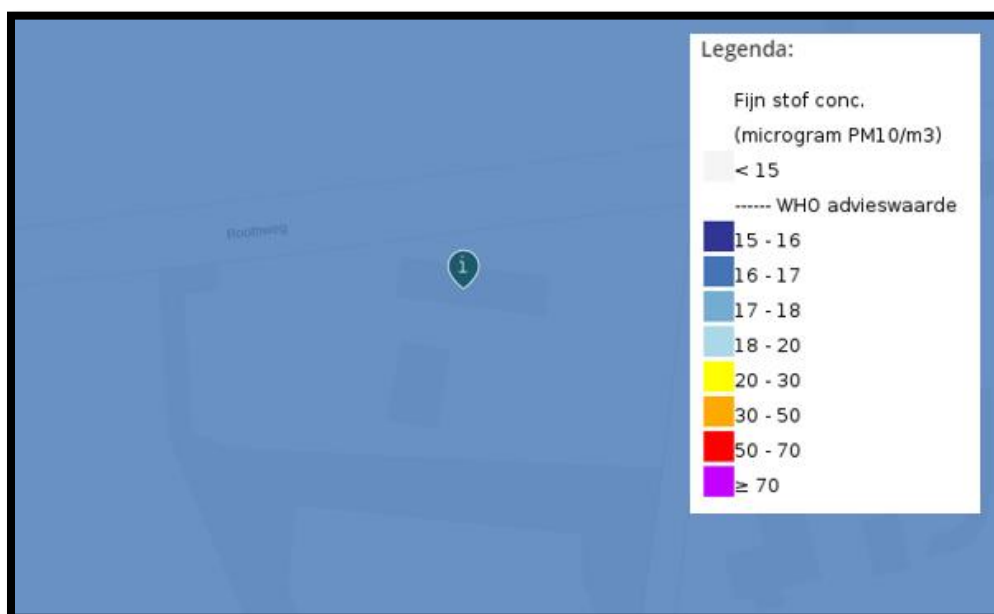 Legenda:
Fijn stof conc.
(microgram PM10/m3)
< 15
------ WHO advieswaarde
15 - 16
16 - 17
17 - 18
18 - 20
20 - 30
30 - 50
50 - 70
≥ 70
i